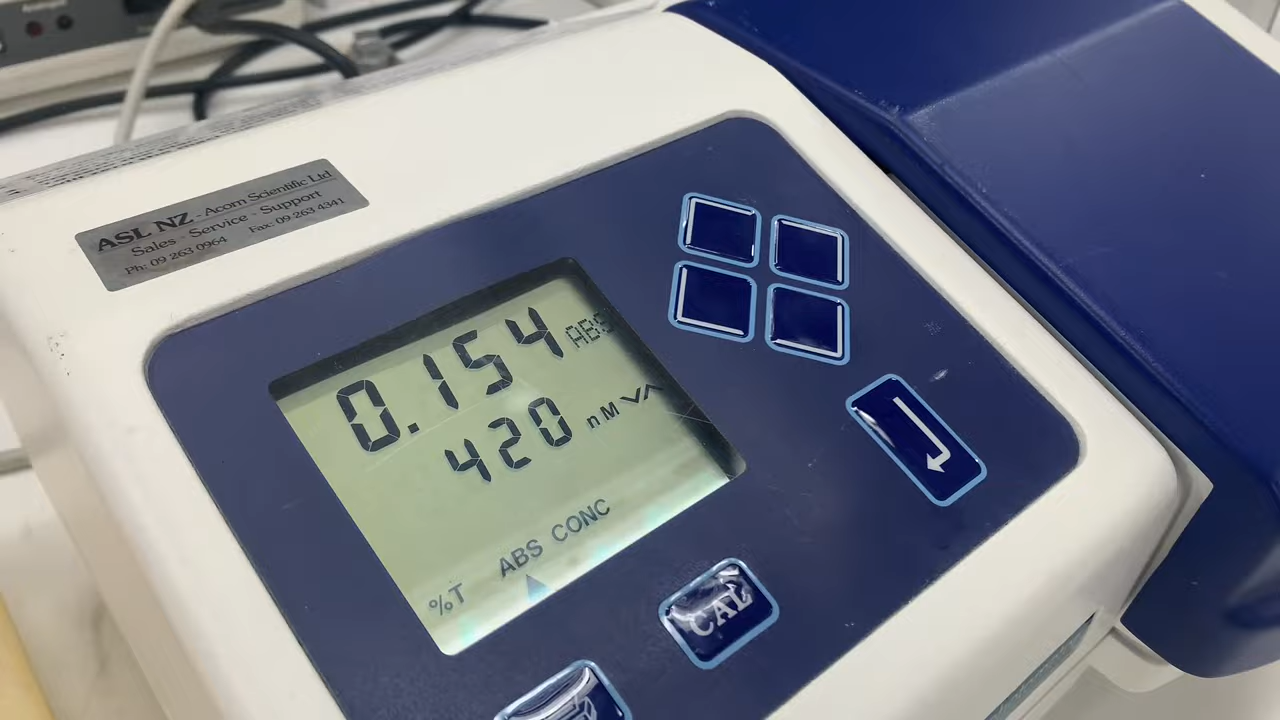 ASL NZ - Acorn Scientific Ltd
Sales - Service - Support
Ph: 09 263 0964 Fax: 09 263 4341
0.154 ABS
420 nM
%T ABS CONC
CAL